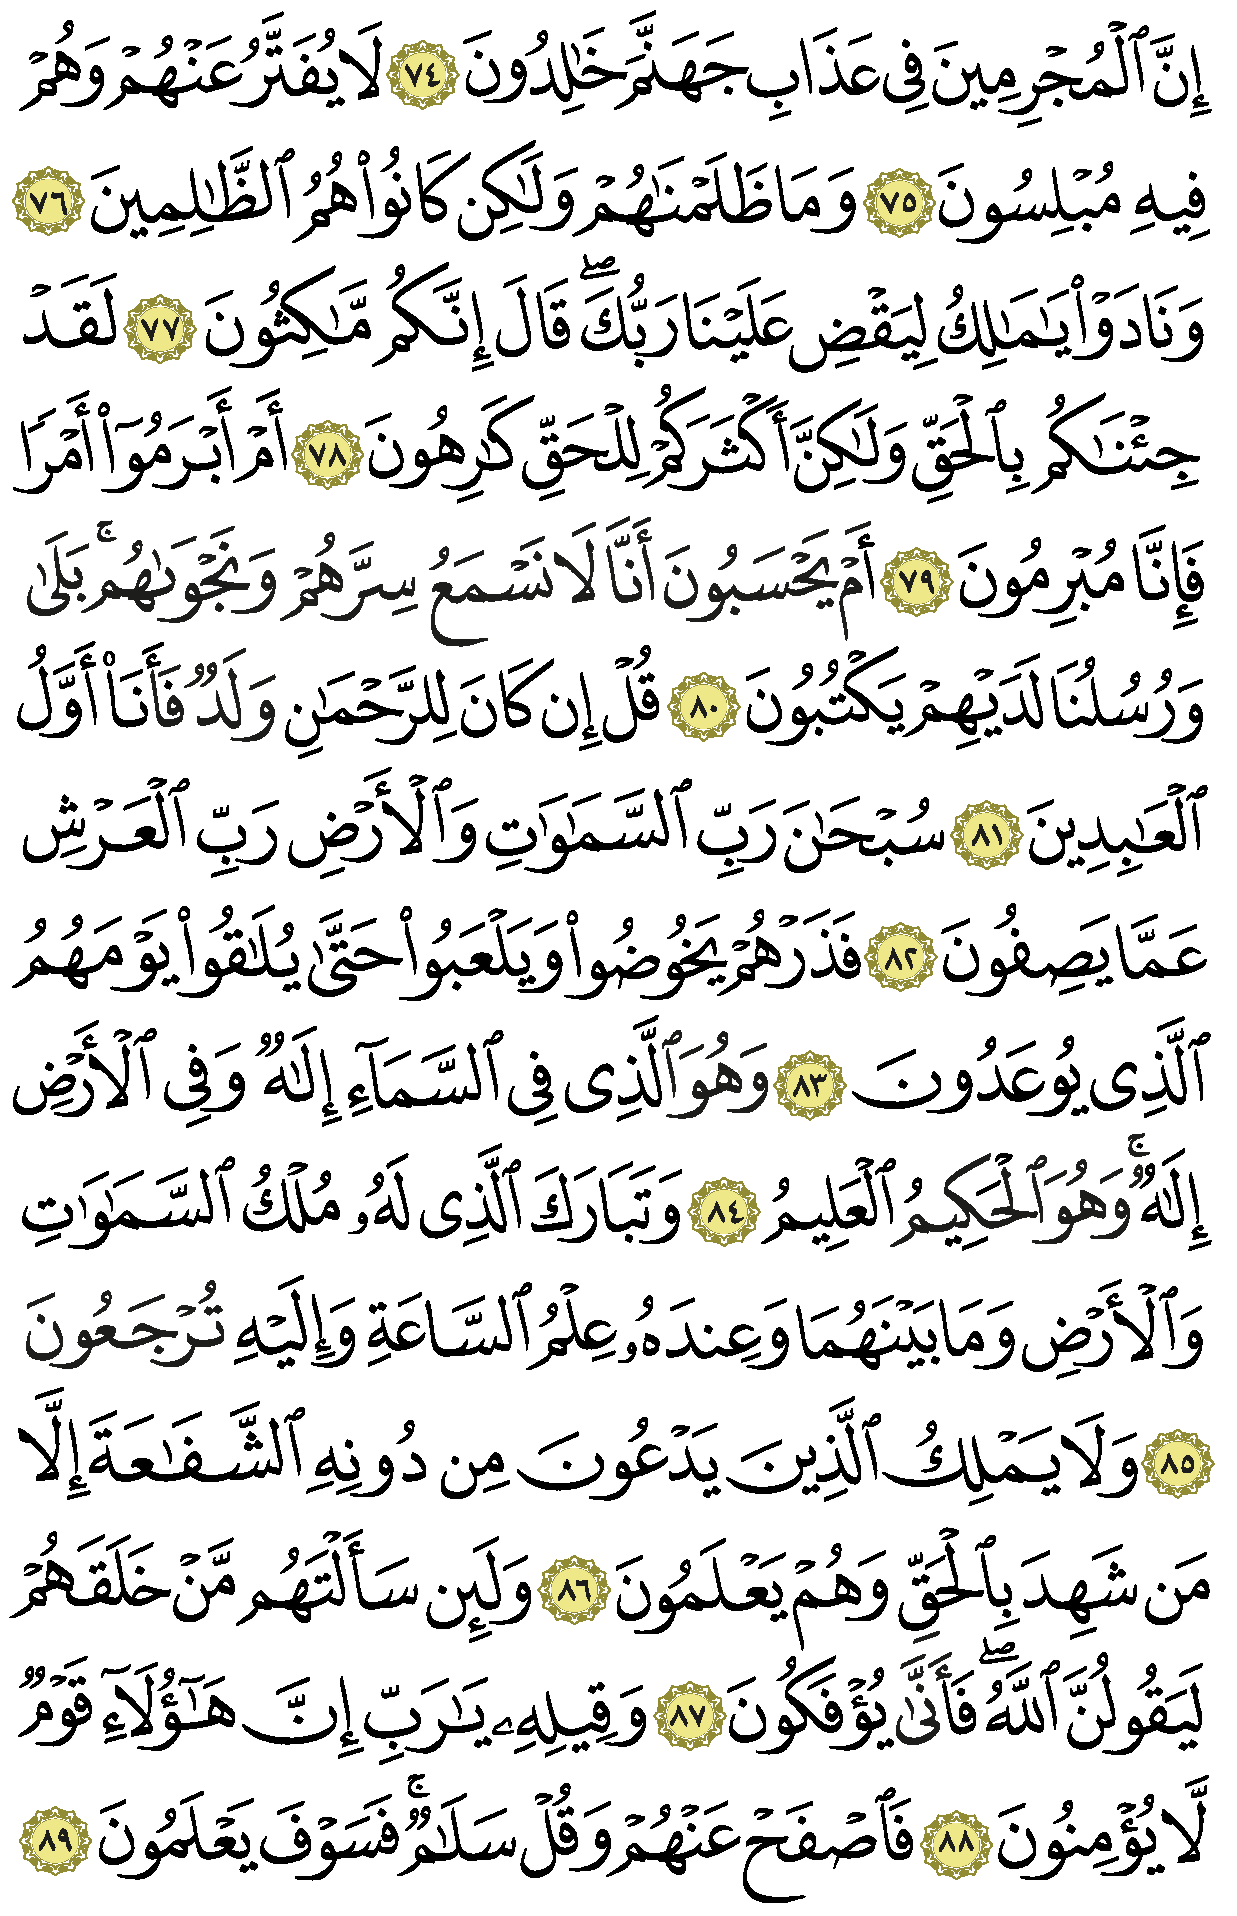 إِنَّ ٱلْمُجْرِمِينَ فِى عَذَابِ جَهَنَّمَ خَٰلِدُونَ ٧٤ لَا يُفَتَّرُ عَنْهُمْ وَهُمْ
فِيهِ مُبْلِسُونَ ٧٥ وَمَا ظَلَمْنَٰهُمْ وَلَٰكِن كَانُوا۟ هُمُ ٱلظَّٰلِمِينَ ٧٦
وَنَادَوْا۟ يَٰمَٰلِكُ لِيَقْضِ عَلَيْنَا رَبُّكَ ۖ قَالَ إِنَّكُم مَّٰكِثُونَ ٧٧ لَقَدْ
جِئْنَٰكُم بِٱلْحَقِّ وَلَٰكِنَّ أَكْثَرَكُمْ لِلْحَقِّ كَٰرِهُونَ ٧٨ أَمْ أَبْرَمُوٓا۟ أَمْرًا
فَإِنَّا مُبْرِمُونَ ٧٩ أَمْ يَحْسَبُونَ أَنَّا لَا نَسْمَعُ سِرَّهُمْ وَنَجْوَىٰهُم ۚ بَلَىٰ
وَرُسُلُنَا لَدَيْهِمْ يَكْتُبُونَ ٨٠ قُلْ إِن كَانَ لِلرَّحْمَٰنِ وَلَدٌ فَأَنَا۠ أَوَّلُ
ٱلْعَٰبِدِينَ ٨١ سُبْحَٰنَ رَبِّ ٱلسَّمَٰوَٰتِ وَٱلْأَرْضِ رَبِّ ٱلْعَرْشِ
عَمَّا يَصِفُونَ ٨٢ فَذَرْهُمْ يَخُوضُوا۟ وَيَلْعَبُوا۟ حَتَّىٰ يُلَٰقُوا۟ يَوْمَهُمُ
ٱلَّذِى يُوعَدُونَ ٨٣ وَهُوَ ٱلَّذِى فِى ٱلسَّمَآءِ إِلَٰهٌ وَفِى ٱلْأَرْضِ
إِلَٰهٌ ۚ وَهُوَ ٱلْحَكِيمُ ٱلْعَلِيمُ ٨٤ وَتَبَارَكَ ٱلَّذِى لَهُۥ مُلْكُ ٱلسَّمَٰوَٰتِ
وَٱلْأَرْضِ وَمَا بَيْنَهُمَا وَعِندَهُۥ عِلْمُ ٱلسَّاعَةِ وَإِلَيْهِ تُرْجَعُونَ
٨٥ وَلَا يَمْلِكُ ٱلَّذِينَ يَدْعُونَ مِن دُونِهِ ٱلشَّفَٰعَةَ إِلَّا
مَن شَهِدَ بِٱلْحَقِّ وَهُمْ يَعْلَمُونَ ٨٦ وَلَئِن سَأَلْتَهُم مَّنْ خَلَقَهُمْ
لَيَقُولُنَّ ٱللَّهُ ۖ فَأَنَّىٰ يُؤْفَكُونَ ٨٧ وَقِيلِهِۦ يَٰرَبِّ إِنَّ هَٰٓؤُلَآءِ قَوْمٌ
لَّا يُؤْمِنُونَ ٨٨ فَٱصْفَحْ عَنْهُمْ وَقُلْ سَلَٰمٌ ۚ فَسَوْفَ يَعْلَمُونَ ٨٩